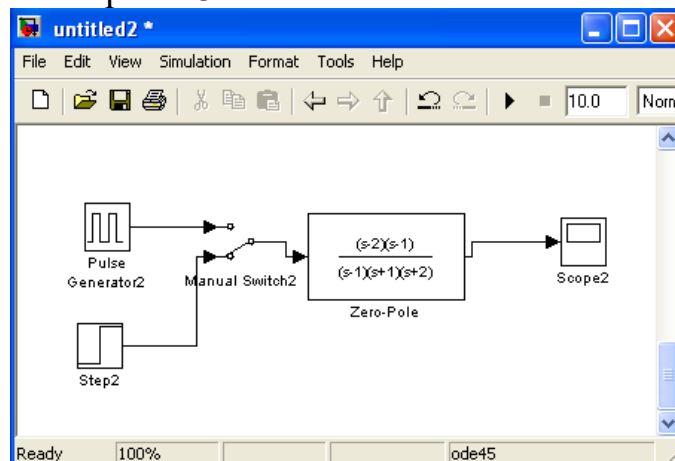 untitled2 *
File Edit View Simulation Format Tools Help
10.0 Norn
Pulse
Generator2
Manual Switch2
(s-2)(s-1)
(s-1)(s+1)(s+2)
Zero-Pole
Scope2
Step2
Ready 100% ode45